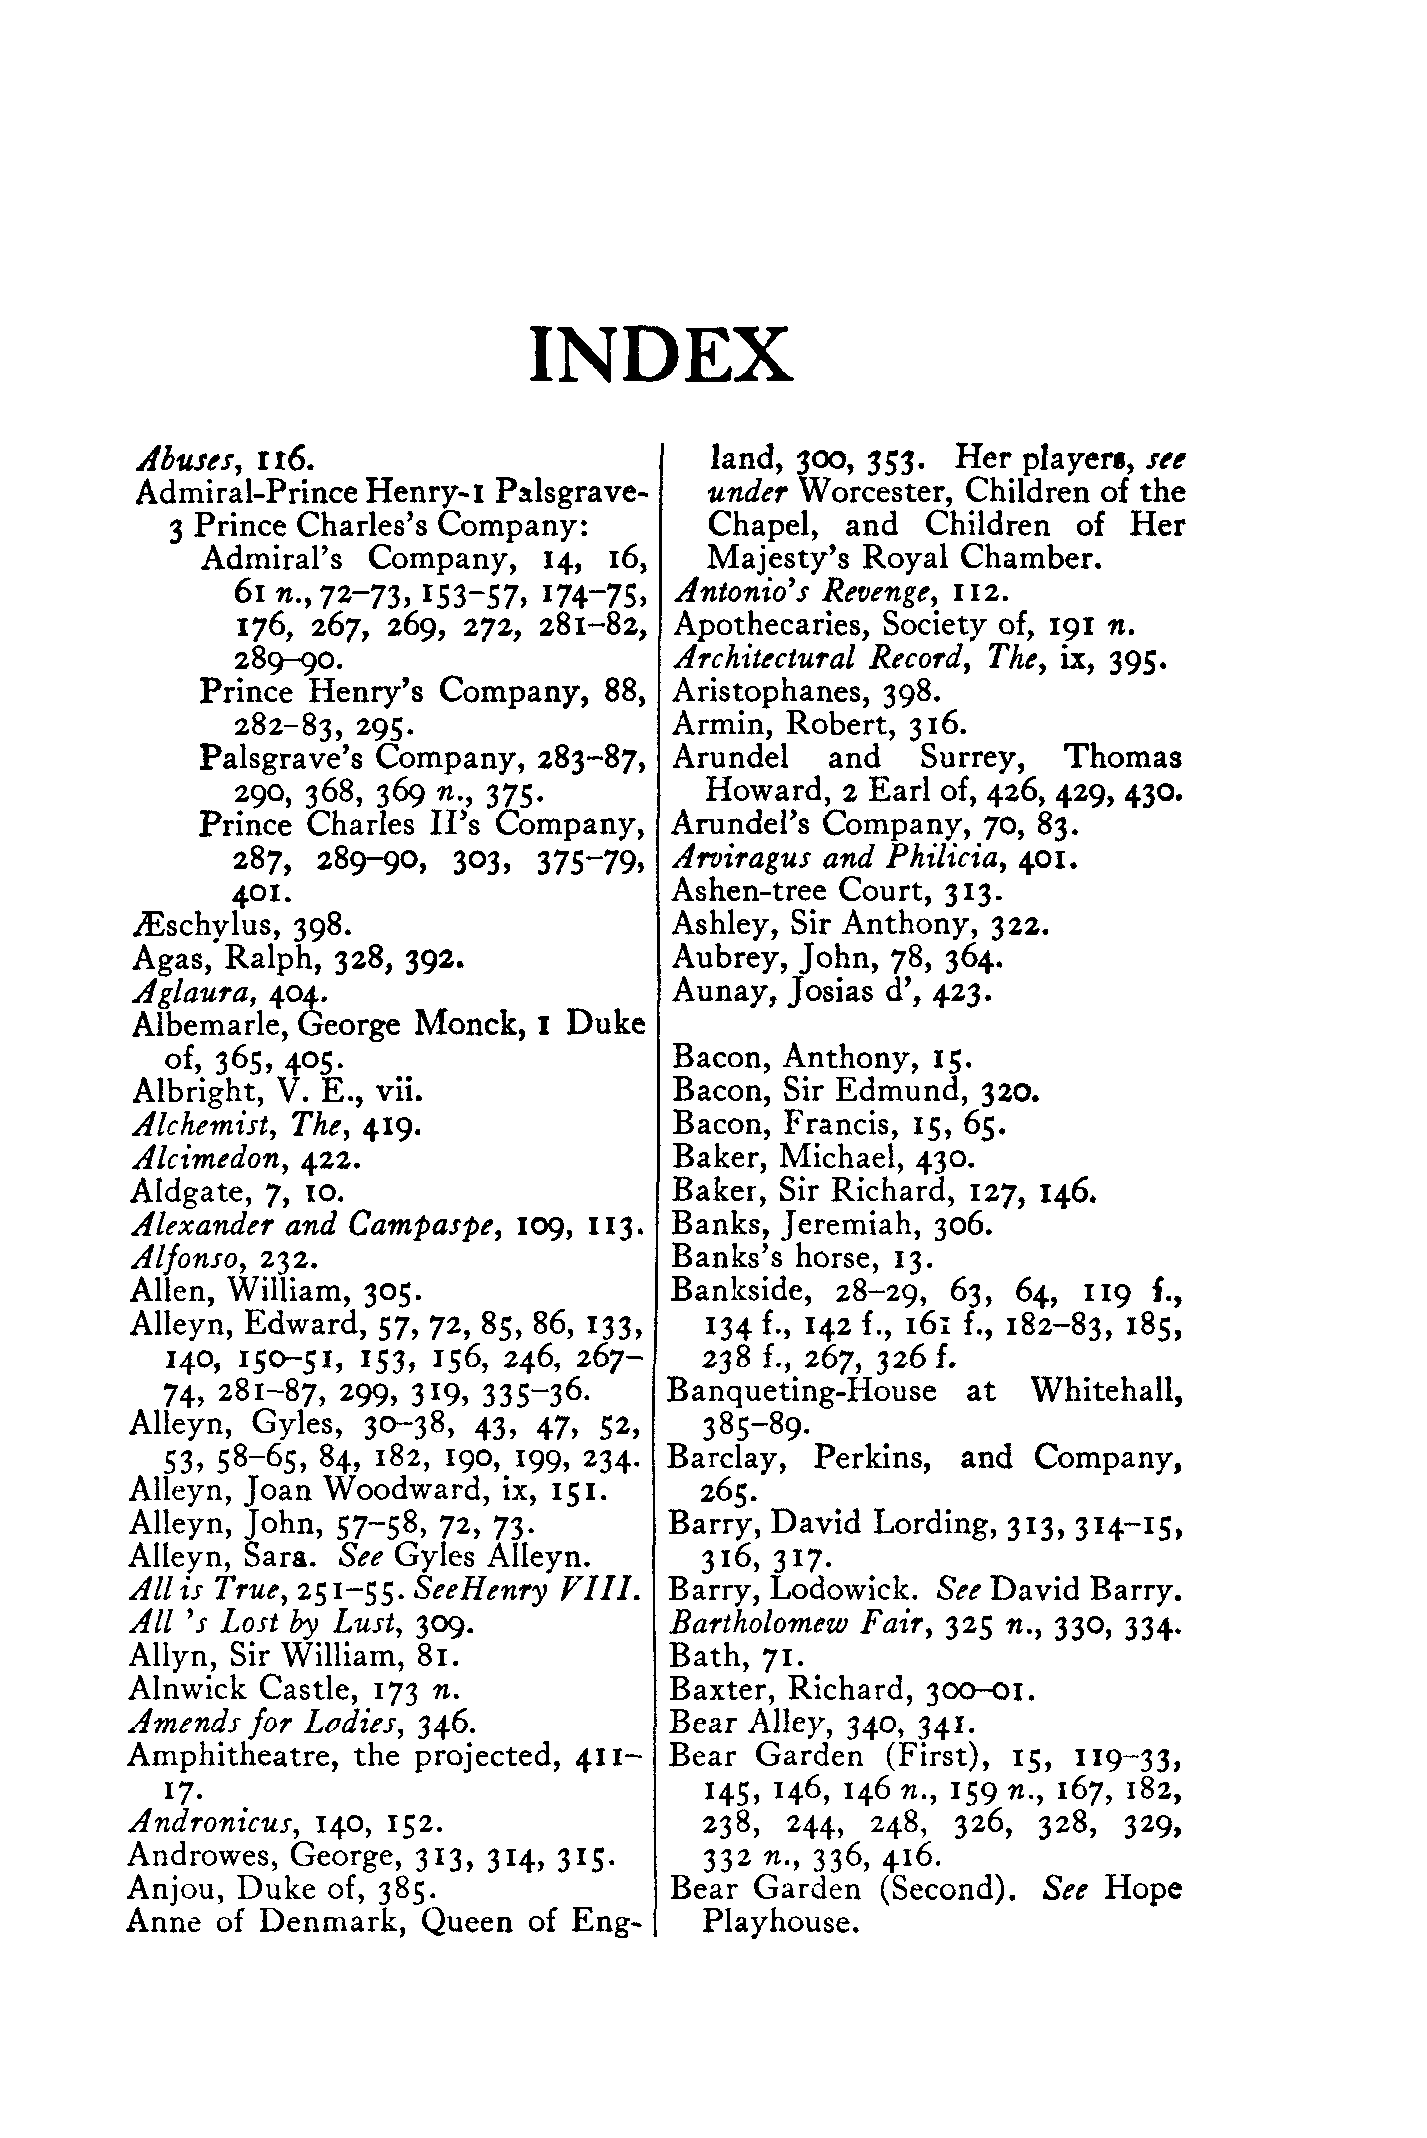 INDEX
Abuses, 116.
Admiral-Prince Henry-1 Palsgrave-
3 Prince Charles's Company:
Admiral's Company, 14, 16,
61 n., 72–73, 153–57, 174–75,
176, 267, 269, 272, 281–82,
289–90.
Prince Henry's Company, 88,
282–83, 295.
Palsgrave's Company, 283–87,
290, 368, 369 n., 375.
Prince Charles II's Company,
287, 289–90, 303, 375–79,
401.
Æschylus, 398.
Agas, Ralph, 328, 392.
Aglaura, 404.
Albemarle, George Monck, 1 Duke
of, 365, 405.
Albright, V. E., vii.
Alchemist, The, 419.
Alcimedon, 422.
Aldgate, 7, 10.
Alexander and Campaspe, 109, 113.
Alfonso, 232.
Allen, William, 305.
Alleyn, Edward, 57, 72, 85, 86, 133,
140, 150–51, 153, 156, 246, 267–
74, 281–87, 299, 319, 335–36.
Alleyn, Gyles, 30–38, 43, 47, 52,
53, 58–65, 84, 182, 190, 199, 234.
Alleyn, Joan Woodward, ix, 151.
Alleyn, John, 57–58, 72, 73.
Alleyn, Sara. See Gyles Alleyn.
All is True, 251–55. See Henry VIII.
All 's Lost by Lust, 309.
Allyn, Sir William, 81.
Alnwick Castle, 173 n.
Amends for Ladies, 346.
Amphitheatre, the projected, 411–
17.
Andronicus, 140, 152.
Androwes, George, 313, 314, 315.
Anjou, Duke of, 385.
Anne of Denmark, Queen of Eng-
land, 300, 353. Her players, see
under Worcester, Children of the
Chapel, and Children of Her
Majesty's Royal Chamber.
Antonio's Revenge, 112.
Apothecaries, Society of, 191 n.
Architectural Record, The, ix, 395.
Aristophanes, 398.
Armin, Robert, 316.
Arundel and Surrey, Thomas
Howard, 2 Earl of, 426, 429, 430.
Arundel's Company, 70, 83.
Arviragus and Philicia, 401.
Ashen-tree Court, 313.
Ashley, Sir Anthony, 322.
Aubrey, John, 78, 364.
Aunay, Josias d', 423.
Bacon, Anthony, 15.
Bacon, Sir Edmund, 320.
Bacon, Francis, 15, 65.
Baker, Michael, 430.
Baker, Sir Richard, 127, 146.
Banks, Jeremiah, 306.
Banks's horse, 13.
Bankside, 28–29, 63, 64, 119 f.,
134 f., 142 f., 161 f., 182–83, 185,
238 f., 267, 326 f.
Banqueting-House at Whitehall,
385–89.
Barclay, Perkins, and Company,
265.
Barry, David Lording, 313, 314–15,
316, 317.
Barry, Lodowick. See David Barry.
Bartholomew Fair, 325 n., 330, 334.
Bath, 71.
Baxter, Richard, 300–01.
Bear Alley, 340, 341.
Bear Garden (First), 15, 119–33,
145, 146, 146 n., 159 n., 167, 182,
238, 244, 248, 326, 328, 329,
332 n., 336, 416.
Bear Garden (Second). See Hope
Playhouse.